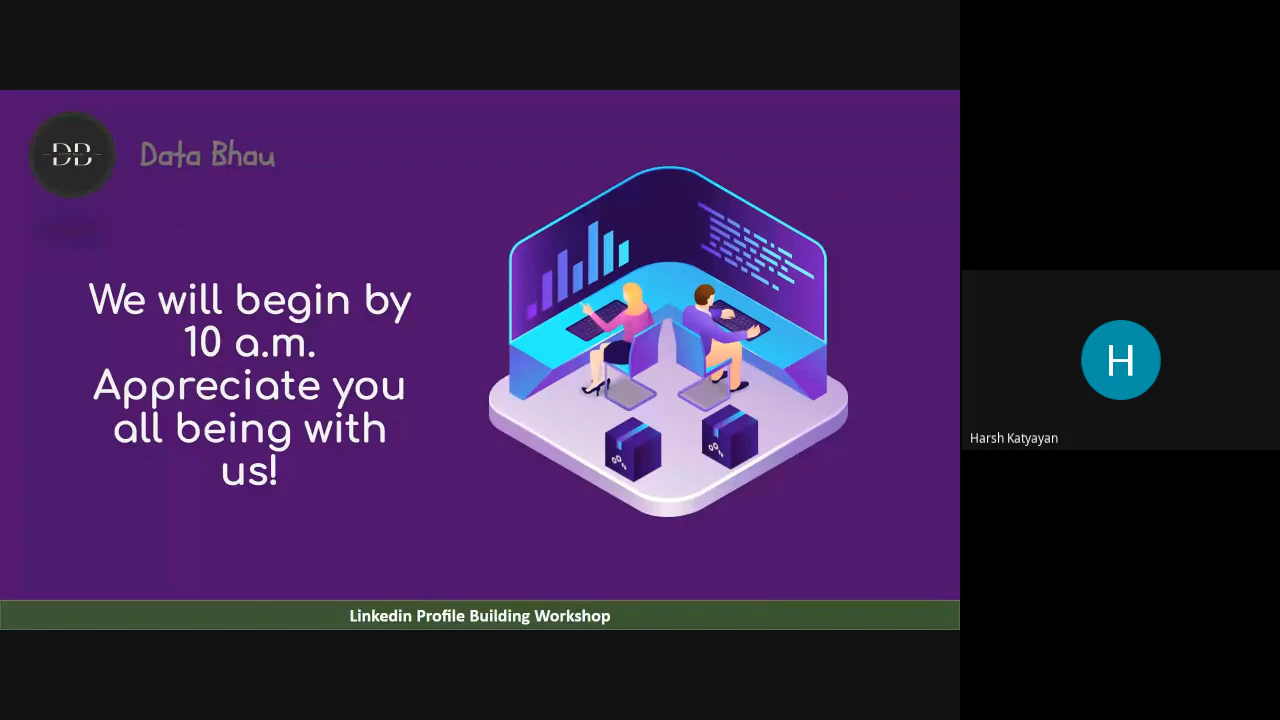 DB
Data Bhau
We will begin by
10 a.m.
Appreciate you
all being with
us!
Linkedin Profile Building Workshop
H
Harsh Katyayan